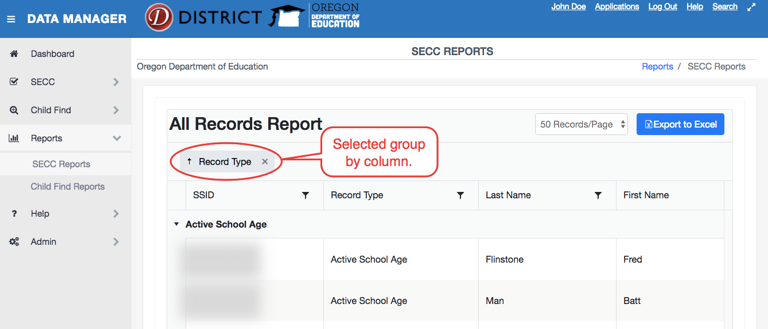 DATA MANAGER
DISTRICT
OREGON
DEPARTMENT OF
EDUCATION
John Doe Applications Log Out Help Search
SECC REPORTS
Oregon Department of Education
Reports / SECC Reports
Dashboard
SECC
Child Find
Reports
SECC Reports
Child Find Reports
Help
Admin
All Records Report
50 Records/Page
Export to Excel
Record Type ×
Selected group
by column.
SSID Record Type Last Name First Name
Active School Age
Active School Age Flinstone Fred
Active School Age Man Batt